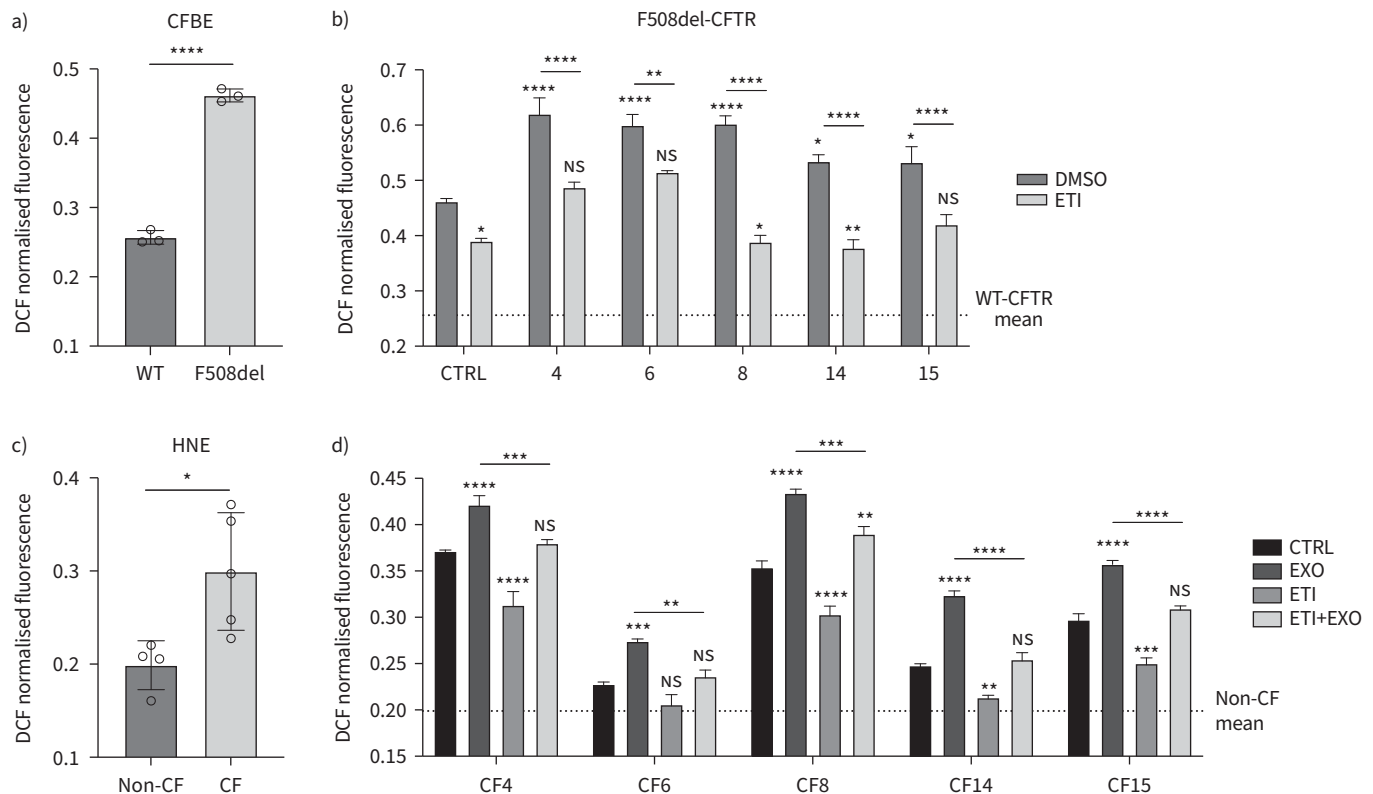 a)
CFBE
****
DCF normalised fluorescence
0.5
0.4
0.3
0.2
0.1
WT F508del
b)
F508del-CFTR
DCF normalised fluorescence
0.7
0.6
0.5
0.4
0.3
0.2
*
****
****
NS
****
**
NS
****
****
*
*
****
**
*
****
NS
CTRL 4 6 8 14 15
DMSO
ETI
WT-CFTR
mean
c)
HNE
*
DCF normalised fluorescence
0.4
0.3
0.2
0.1
Non-CF CF
d)
DCF normalised fluorescence
0.45
0.40
0.35
0.30
0.25
0.20
0.15
****
***
****
NS
***
**
NS
NS
****
***
****
**
****
****
**
NS
****
****
***
NS
CF4 CF6 CF8 CF14 CF15
CTRL
EXO
ETI
ETI+EXO
Non-CF
mean